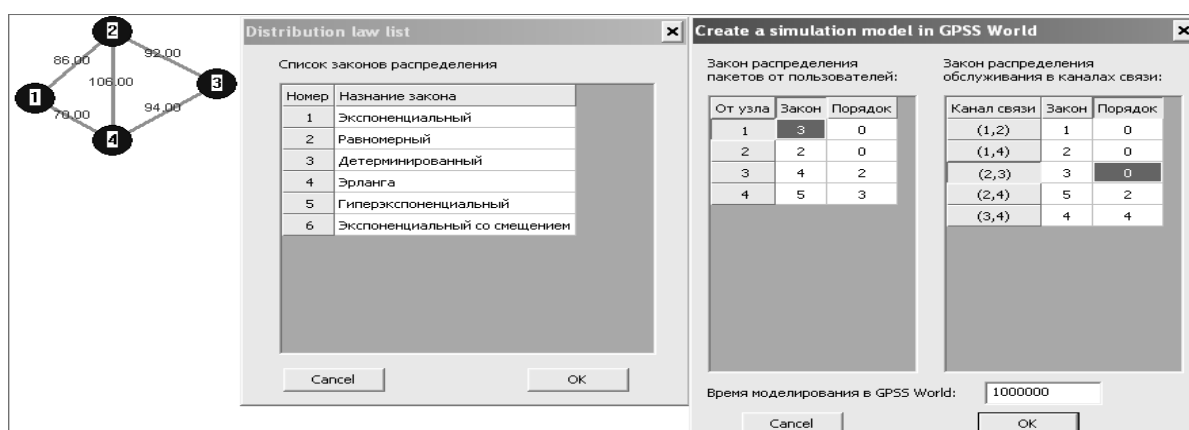 2
86,00
92,00
106,00
1
3
70,00
94,00
4
Distribution law list
Список законов распределения
Номер Назнание закона
1 Экспоненциальный
2 Равномерный
3 Детерминированный
4 Эрланга
5 Гиперэкспоненциальный
6 Экспоненциальный со смещением
Cancel OK
Create a simulation model in GPSS World
Закон распределения
пакетов от пользователей:
От узла Закон Порядок
1 3 0
2 2 0
3 4 2
4 5 3
Закон распределения
обслуживания в каналах связи:
Канал связи Закон Порядок
(1,2) 1 0
(1,4) 2 0
(2,3) 3 0
(2,4) 5 2
(3,4) 4 4
Время моделирования в GPSS World: 1000000
Cancel OK